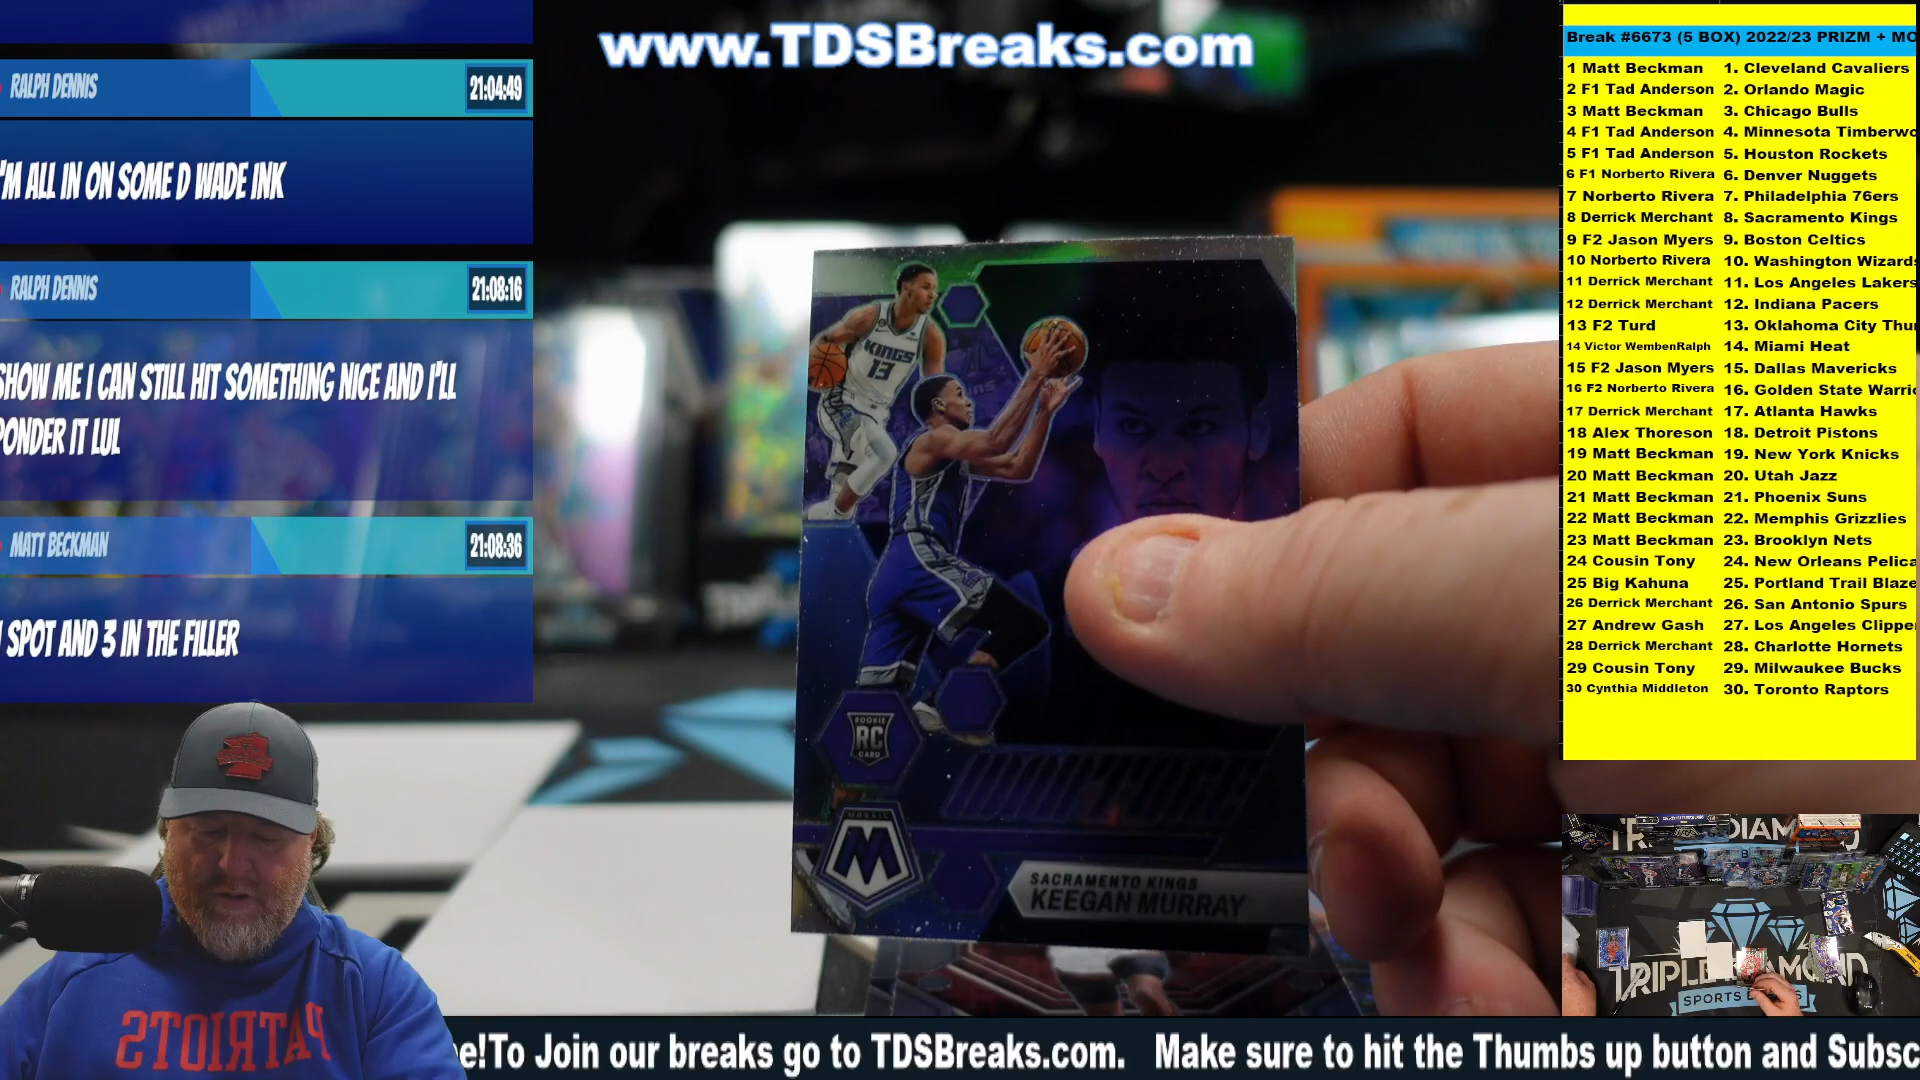 www.TDSBreaks.com
RALPH DENNIS
21:04:49
'M ALL IN ON SOME D WADE INK
RALPH DENNIS
21:08:16
SHOW ME I CAN STILL HIT SOMETHING NICE AND I'LL
PONDER IT LUL
MATT BECKMAN
21:08:36
1 SPOT AND 3 IN THE FILLER
KINGS
13
ROOKIE
RC
CARD
MOSAIC
M
SACRAMENTO KINGS
KEEGAN MURRAY
PATRIOTS
Break #6673 (5 BOX) 2022/23 PRIZM + MO
1 Matt Beckman 1. Cleveland Cavaliers
2 F1 Tad Anderson 2. Orlando Magic
3 Matt Beckman 3. Chicago Bulls
4 F1 Tad Anderson 4. Minnesota Timberwo
5 F1 Tad Anderson 5. Houston Rockets
6 F1 Norberto Rivera 6. Denver Nuggets
7 Norberto Rivera 7. Philadelphia 76ers
8 Derrick Merchant 8. Sacramento Kings
9 F2 Jason Myers 9. Boston Celtics
10 Norberto Rivera 10. Washington Wizards
11 Derrick Merchant 11. Los Angeles Lakers
12 Derrick Merchant 12. Indiana Pacers
13 F2 Turd 13. Oklahoma City Thu
14 Victor WembenRalph 14. Miami Heat
15 F2 Jason Myers 15. Dallas Mavericks
16 F2 Norberto Rivera 16. Golden State Warric
17 Derrick Merchant 17. Atlanta Hawks
18 Alex Thoreson 18. Detroit Pistons
19 Matt Beckman 19. New York Knicks
20 Matt Beckman 20. Utah Jazz
21 Matt Beckman 21. Phoenix Suns
22 Matt Beckman 22. Memphis Grizzlies
23 Matt Beckman 23. Brooklyn Nets
24 Cousin Tony 24. New Orleans Pelica
25 Big Kahuna 25. Portland Trail Blaze
26 Derrick Merchant 26. San Antonio Spurs
27 Andrew Gash 27. Los Angeles Clipper
28 Derrick Merchant 28. Charlotte Hornets
29 Cousin Tony 29. Milwaukee Bucks
30 Cynthia Middleton 30. Toronto Raptors
TRIPLE DIAMOND
SPORTS
e!To Join our breaks go to TDSBreaks.com. Make sure to hit the Thumbs up button and Subsc